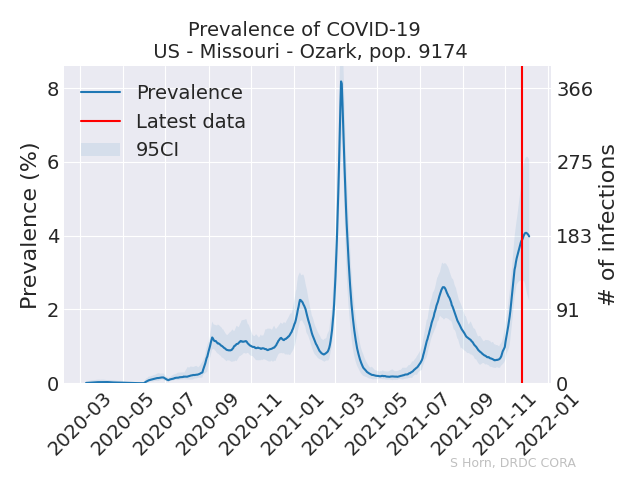 Prevalence of COVID-19
US - Missouri - Ozark, pop. 9174
Prevalence
Latest data
95CI
Prevalence (%)
8
6
4
2
0
# of infections
366
275
183
91
0
2020-03
2020-05
2020-07
2020-09
2020-11
2021-01
2021-03
2021-05
2021-07
2021-09
2021-11
2022-01
S Horn, DRDC CORA